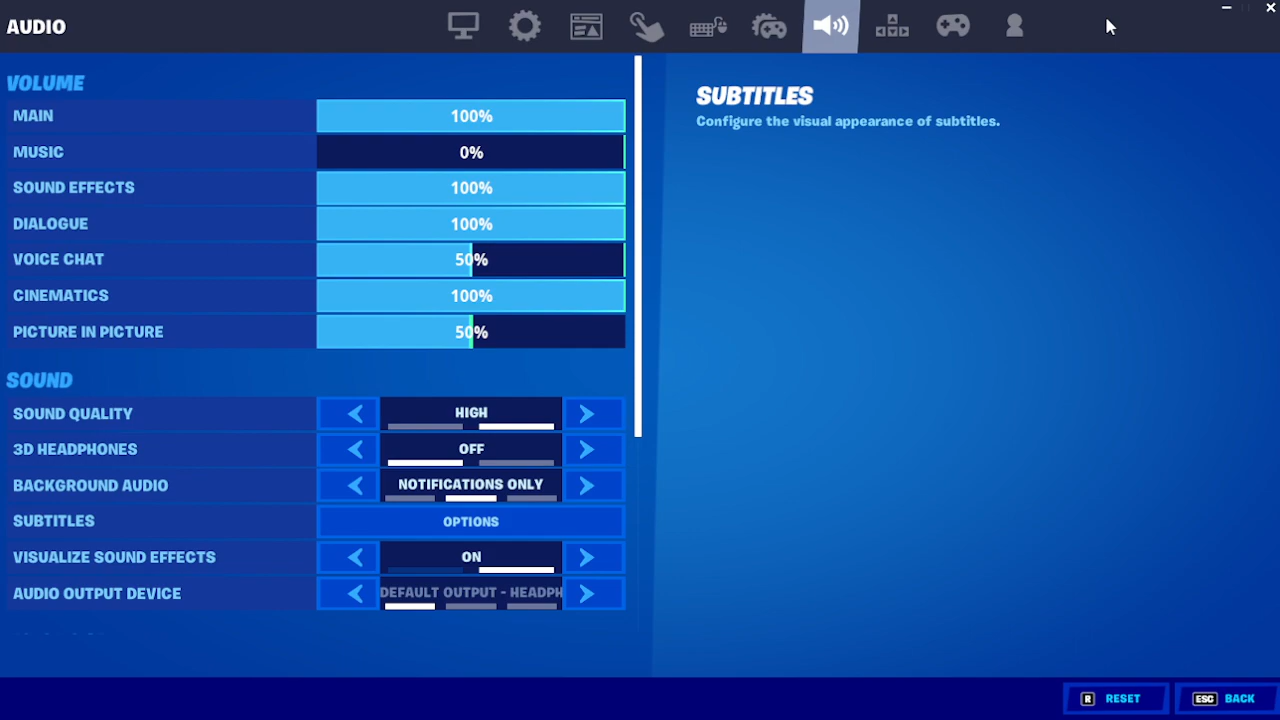 AUDIO
VOLUME
MAIN 100%
MUSIC 0%
SOUND EFFECTS 100%
DIALOGUE 100%
VOICE CHAT 50%
CINEMATICS 100%
PICTURE IN PICTURE 50%
SOUND
SOUND QUALITY HIGH
3D HEADPHONES OFF
BACKGROUND AUDIO NOTIFICATIONS ONLY
SUBTITLES OPTIONS
VISUALIZE SOUND EFFECTS ON
AUDIO OUTPUT DEVICE DEFAULT OUTPUT - HEADPH
SUBTITLES
Configure the visual appearance of subtitles.
R RESET
ESC BACK